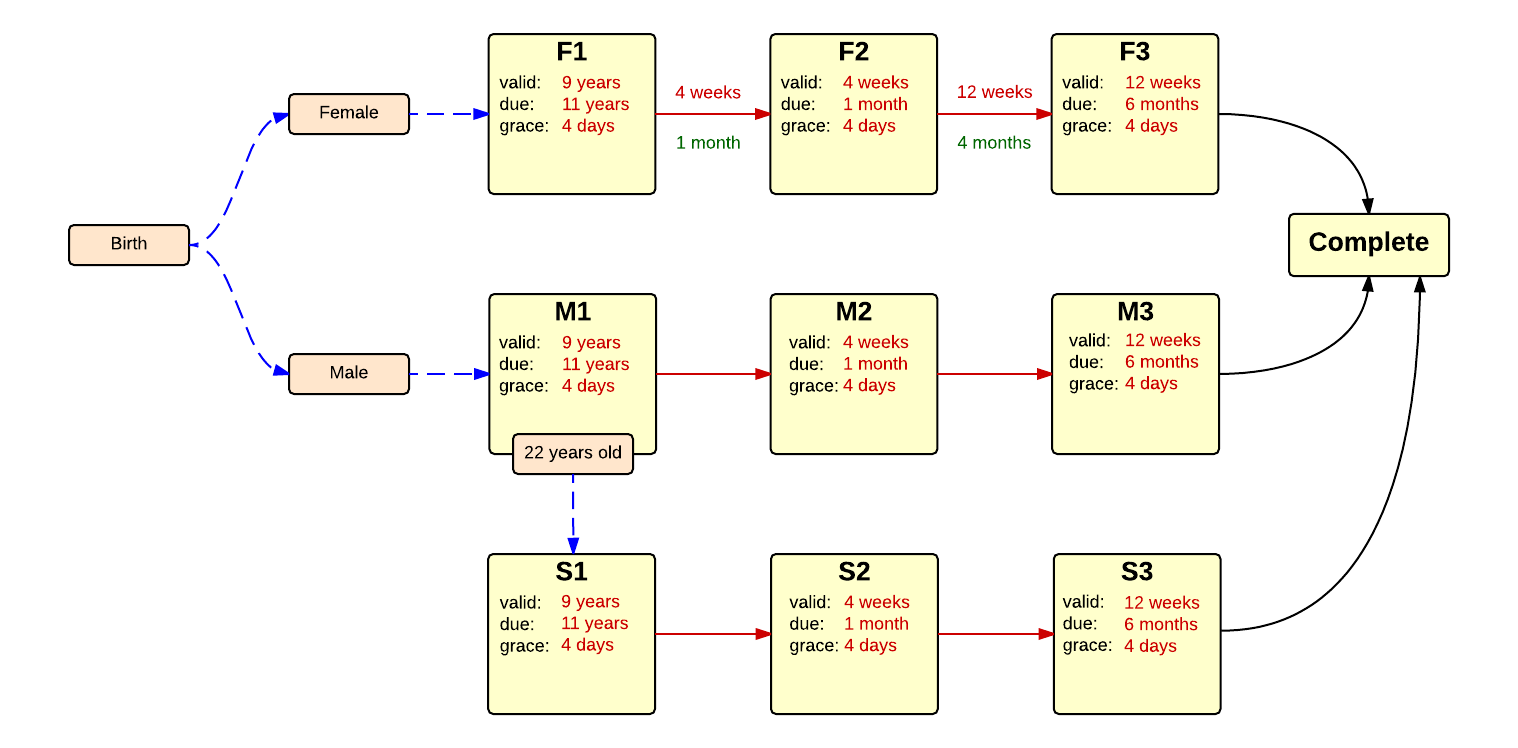 F1
valid: 9 years
due: 11 years
grace: 4 days
4 weeks
1 month
F2
valid: 4 weeks
due: 1 month
grace: 4 days
12 weeks
4 months
F3
valid: 12 weeks
due: 6 months
grace: 4 days
Female
Birth
Complete
Male
M1
valid: 9 years
due: 11 years
grace: 4 days
22 years old
M2
valid: 4 weeks
due: 1 month
grace: 4 days
M3
valid: 12 weeks
due: 6 months
grace: 4 days
S1
valid: 9 years
due: 11 years
grace: 4 days
S2
valid: 4 weeks
due: 1 month
grace: 4 days
S3
valid: 12 weeks
due: 6 months
grace: 4 days